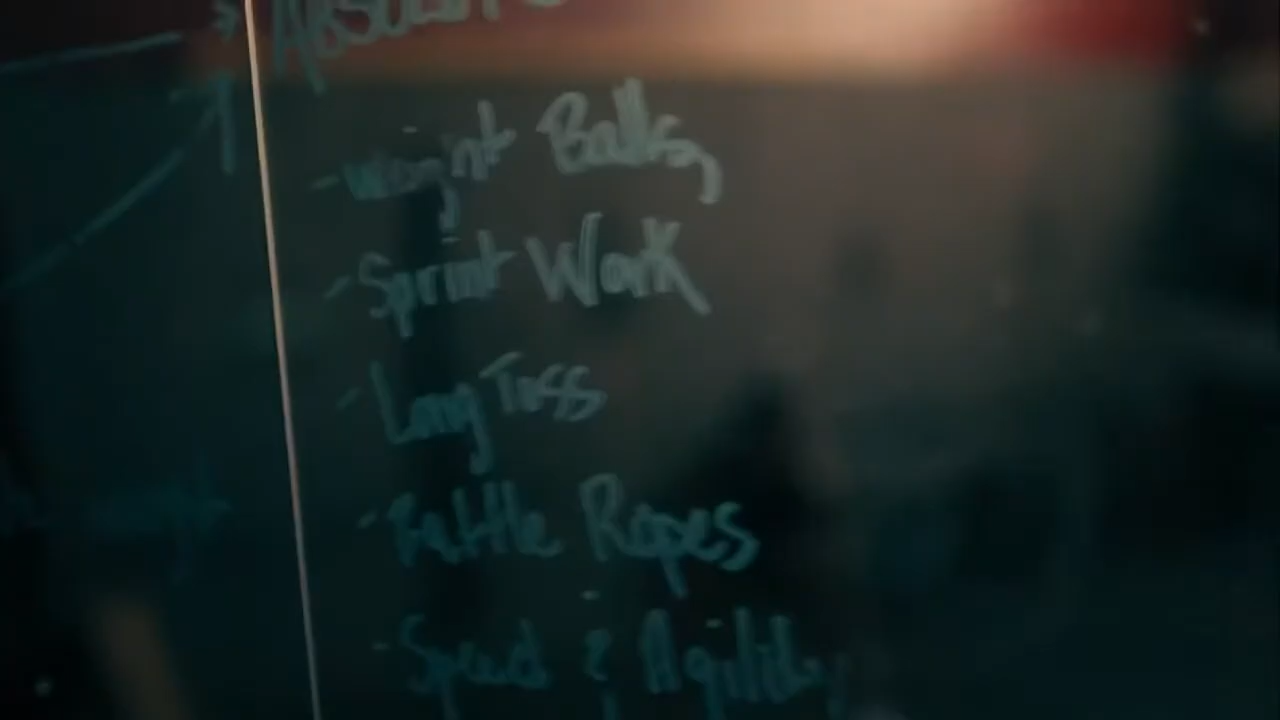 - Weight Balls,
- Sprint Work
- Long Toss
- Battle Ropes
- Speed & Agility